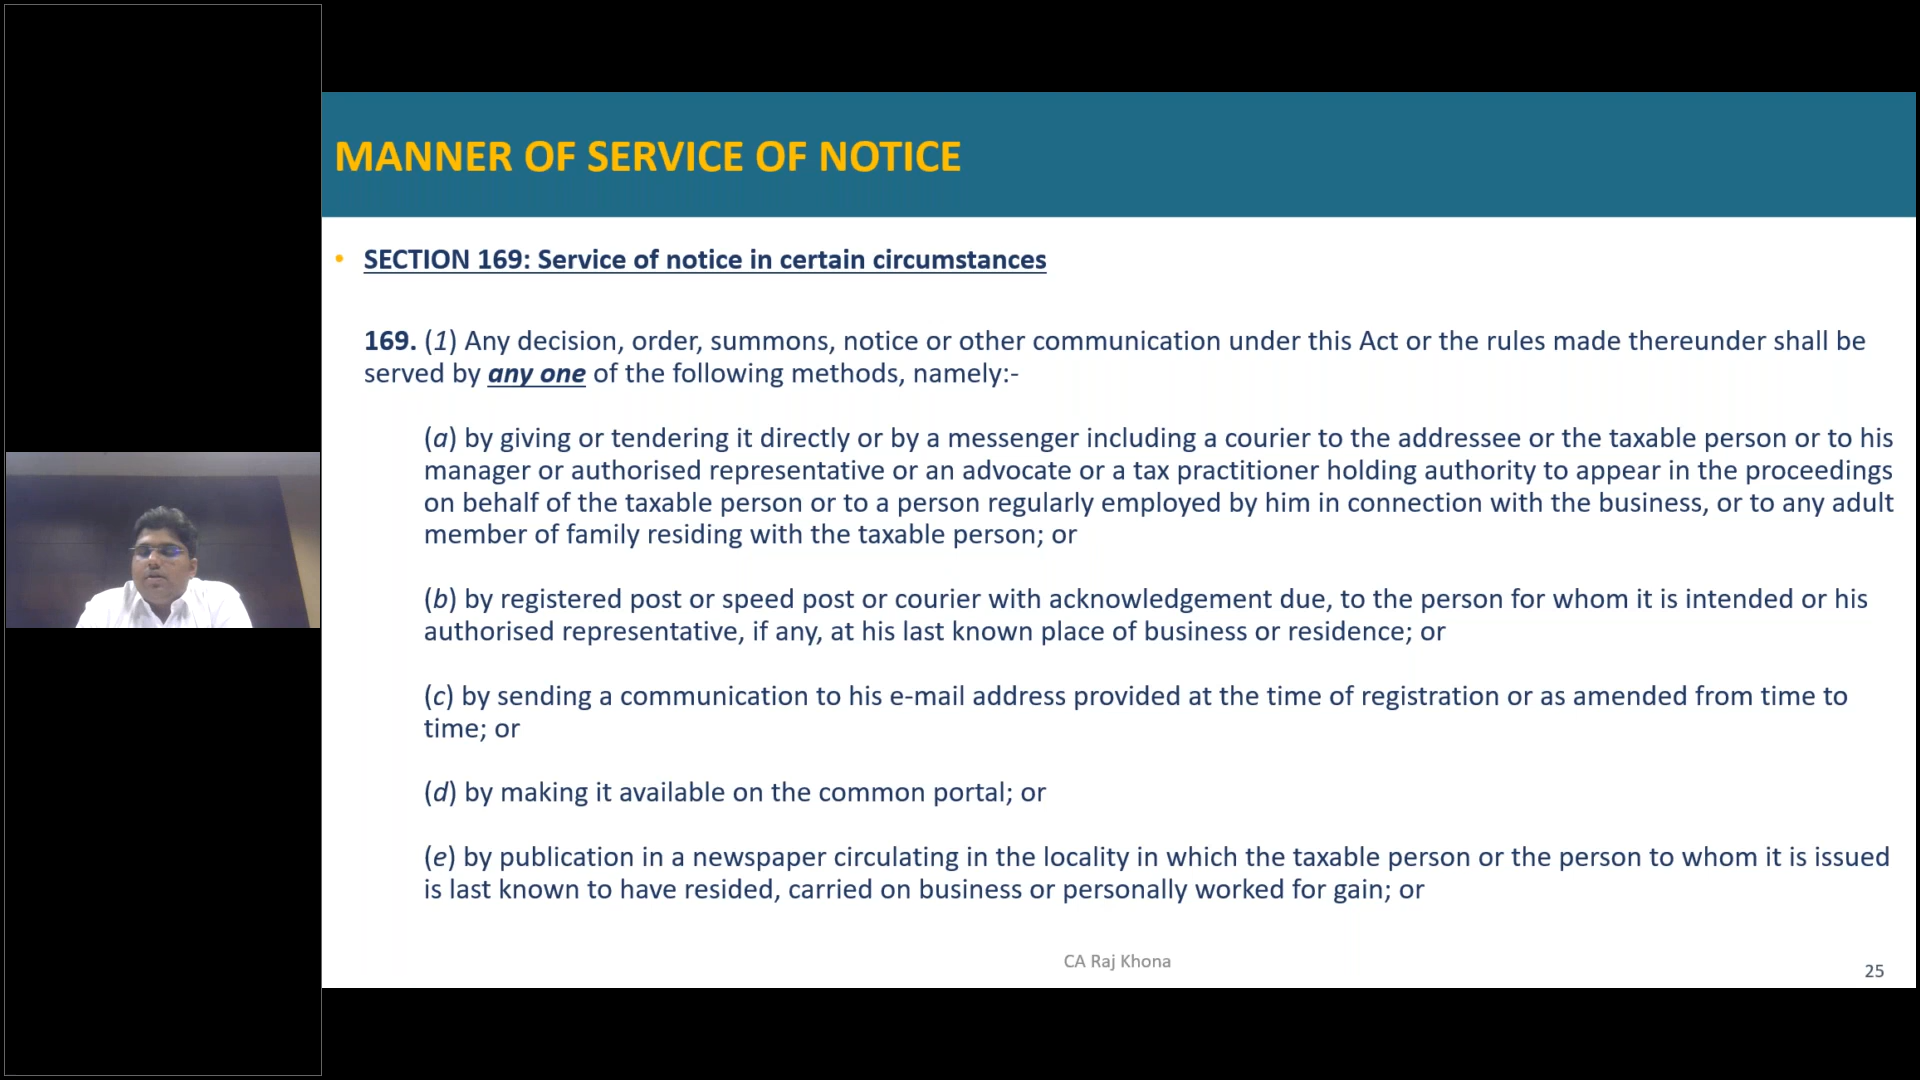 MANNER OF SERVICE OF NOTICE
• SECTION 169: Service of notice in certain circumstances
169. (1) Any decision, order, summons, notice or other communication under this Act or the rules made thereunder shall be
served by any one of the following methods, namely:-
(a) by giving or tendering it directly or by a messenger including a courier to the addressee or the taxable person or to his
manager or authorised representative or an advocate or a tax practitioner holding authority to appear in the proceedings
on behalf of the taxable person or to a person regularly employed by him in connection with the business, or to any adult
member of family residing with the taxable person; or
(b) by registered post or speed post or courier with acknowledgement due, to the person for whom it is intended or his
authorised representative, if any, at his last known place of business or residence; or
(c) by sending a communication to his e-mail address provided at the time of registration or as amended from time to
time; or
(d) by making it available on the common portal; or
(e) by publication in a newspaper circulating in the locality in which the taxable person or the person to whom it is issued
is last known to have resided, carried on business or personally worked for gain; or
CA Raj Khona
25